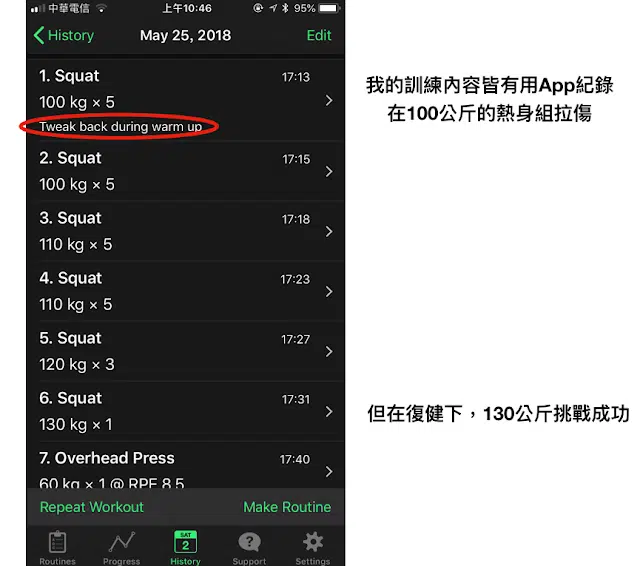 中華電信 上午10:46 95%
History May 25, 2018 Edit
1. Squat 17:13
100 kg × 5
Tweak back during warm up
2. Squat 17:15
100 kg × 5
3. Squat 17:18
110 kg × 5
4. Squat 17:23
110 kg × 5
5. Squat 17:27
120 kg × 3
6. Squat 17:31
130 kg × 1
7. Overhead Press 17:40
60 kg × 1 @ RPE 8.5
Repeat Workout Make Routine
SAT
2
?
Routines Progress History Support Settings
我的訓練內容皆有用App紀錄
在100公斤的熱身組拉傷
但在復健下，130公斤挑戰成功